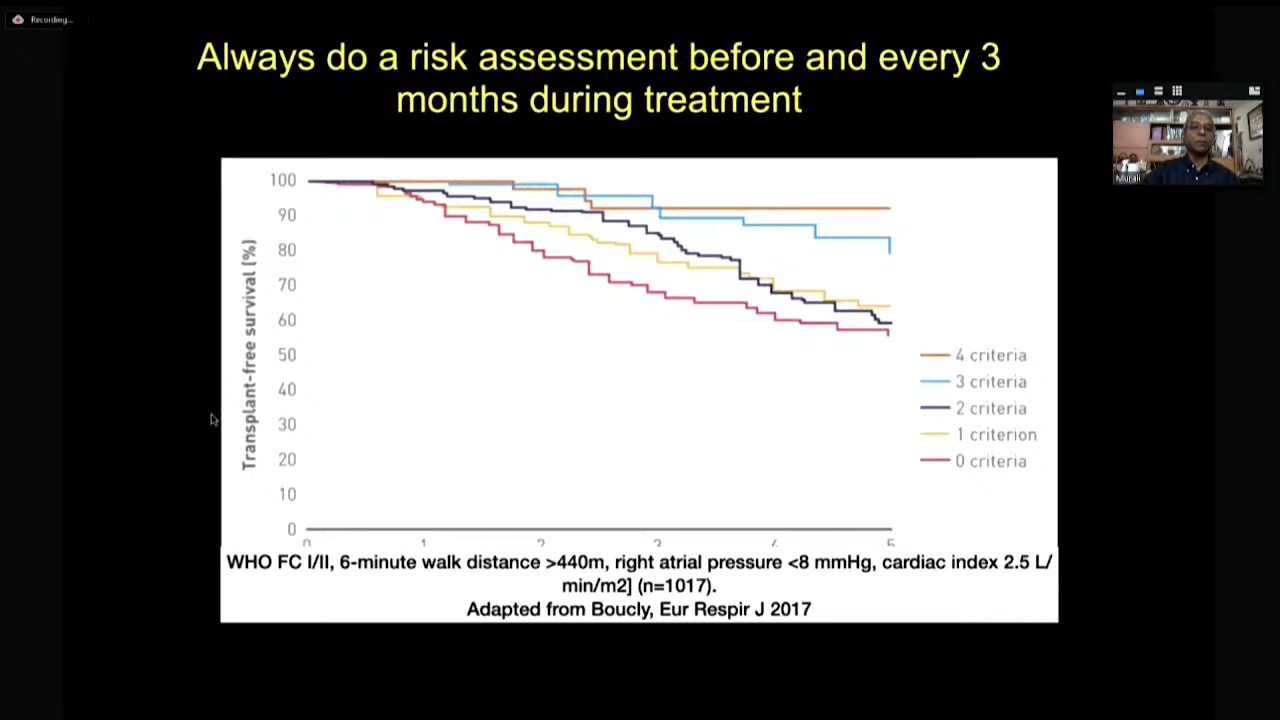 Recording...
Always do a risk assessment before and every 3
months during treatment
Murali
Transplant-free survival (%)
100
90
80
70
60
50
40
30
20
10
0
0 1 2 3 4 5
4 criteria
3 criteria
2 criteria
1 criterion
0 criteria
WHO FC I/II, 6-minute walk distance >440m, right atrial pressure <8 mmHg, cardiac index 2.5 L/
min/m2] (n=1017).
Adapted from Boucly, Eur Respir J 2017